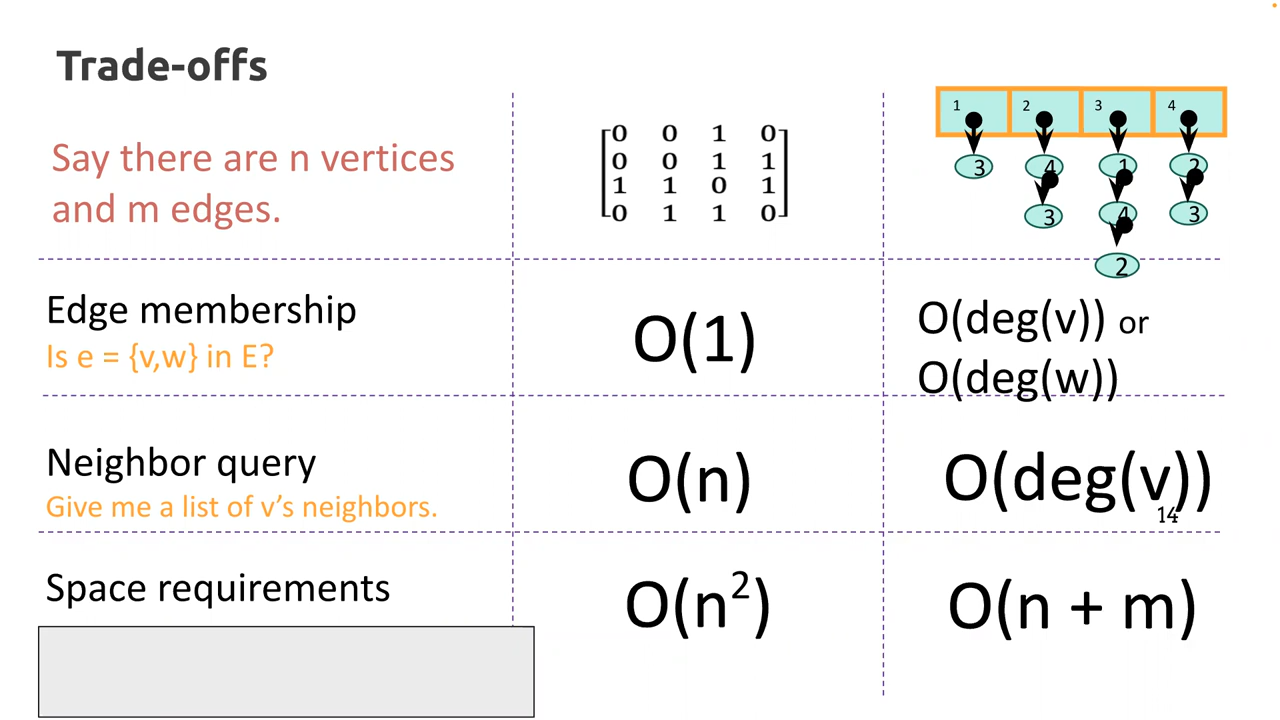 Trade-offs
Say there are n vertices
and m edges.
0 0 1 0
0 0 1 1
1 1 0 1
0 1 1 0
1 2 3 4
3 4 1 2
3 4 3
2
Edge membership
Is e = {v,w} in E?
O(1)
O(deg(v)) or
O(deg(w))
Neighbor query
Give me a list of v's neighbors.
O(n)
O(deg(v))
14
Space requirements
O(n²)
O(n + m)